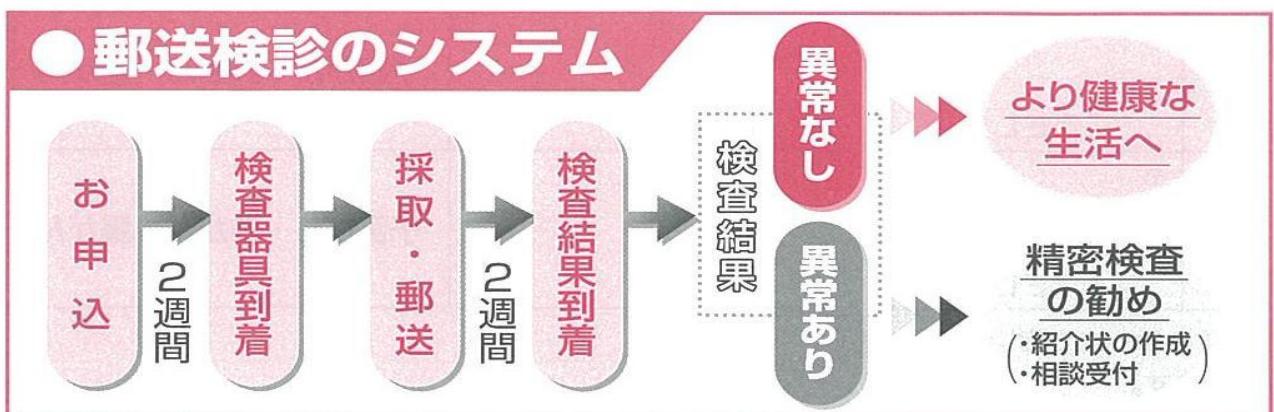 ●郵送検診のシステム
お申込
2週間
検査器具到着
採取・郵送
2週間
検査結果到着
検査結果
異常なし
より健康な
生活へ
異常あり
精密検査
の勧め
(・紹介状の作成
・相談受付)